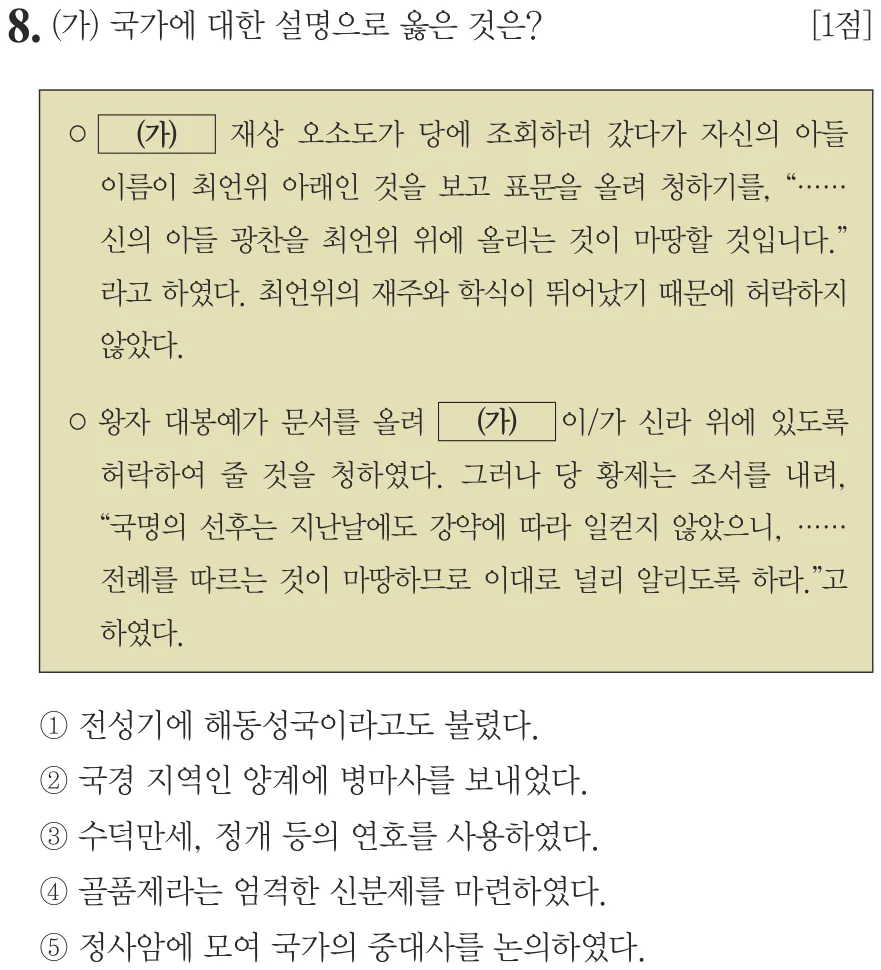 8. (가) 국가에 대한 설명으로 옳은 것은? [1점]
○ (가) 재상 오소도가 당에 조회하러 갔다가 자신의 아들
이름이 최언위 아래인 것을 보고 표문을 올려 청하기를, “……
신의 아들 광찬을 최언위 위에 올리는 것이 마땅할 것입니다.”
라고 하였다. 최언위의 재주와 학식이 뛰어났기 때문에 허락하지
않았다.
○ 왕자 대봉예가 문서를 올려 (가) 이/가 신라 위에 있도록
허락하여 줄 것을 청하였다. 그러나 당 황제는 조서를 내려,
“국명의 선후는 지난날에도 강약에 따라 일컫지 않았으니, ……
전례를 따르는 것이 마땅하므로 이대로 널리 알리도록 하라.”고
하였다.
① 전성기에 해동성국이라고도 불렸다.
② 국경 지역인 양계에 병마사를 보내었다.
③ 수덕만세, 정개 등의 연호를 사용하였다.
④ 골품제라는 엄격한 신분제를 마련하였다.
⑤ 정사암에 모여 국가의 중대사를 논의하였다.